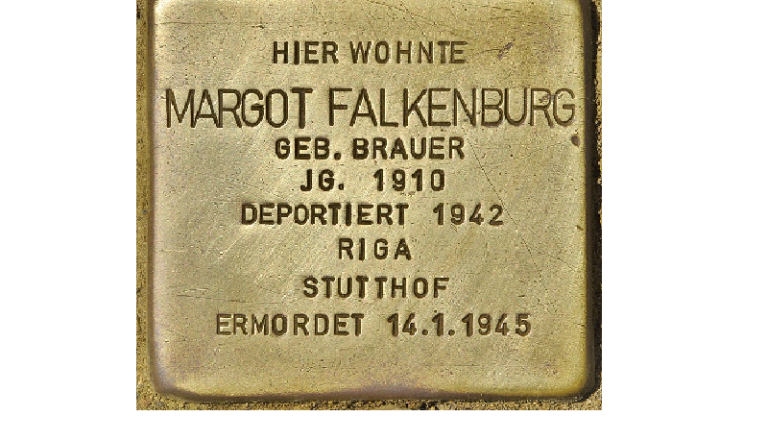 HIER WOHNTE
MARGOT FALKENBURG
GEB. BRAUER
JG. 1910
DEPORTIERT 1942
RIGA
STUTTHOF
ERMORDET 14.1.1945